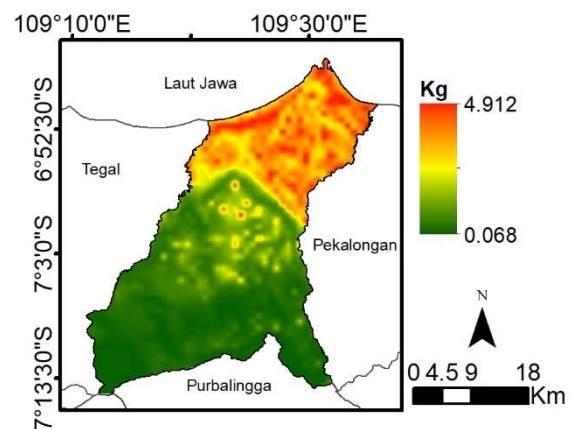 109°10'0"E 109°30'0"E
6°52'30"S
7°3'0"S
7°13'30"S
Laut Jawa
Tegal
Pekalongan
Purbalingga
Kg
4.912
0.068
N
0 4.5 9 18
Km